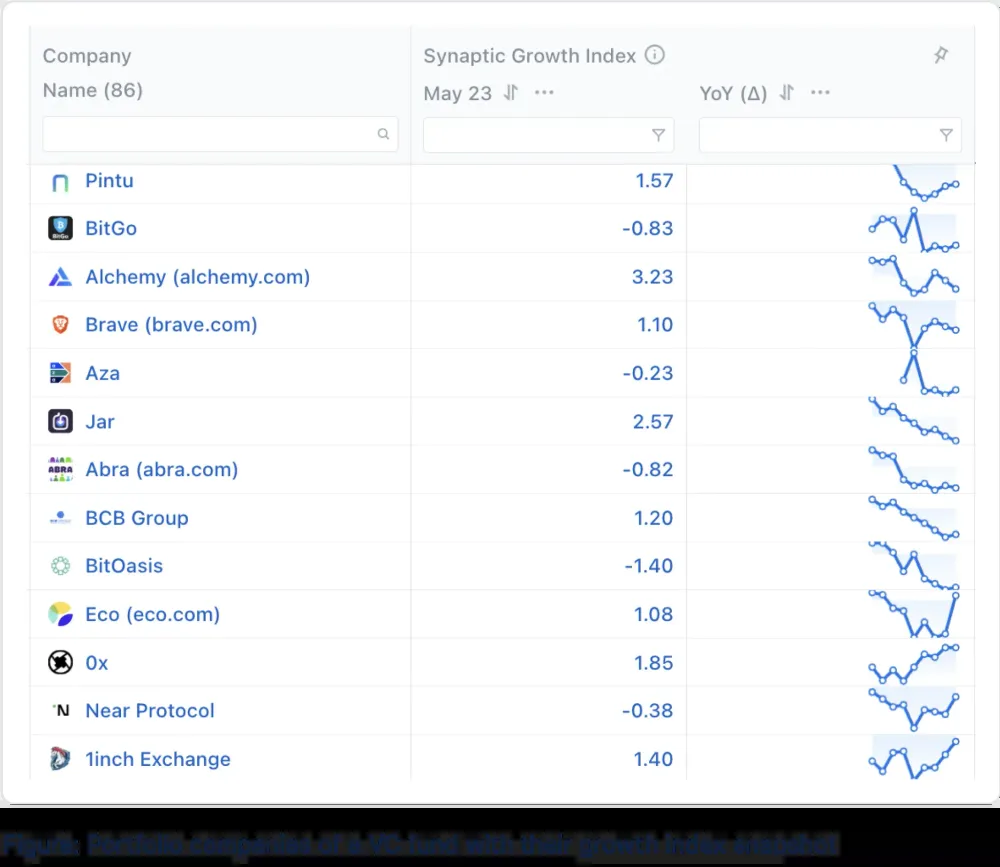 Company
Name (86)
Synaptic Growth Index
May 23
YoY (Δ)
Pintu 1.57
BitGo BitGo -0.83
Alchemy (alchemy.com) 3.23
Brave (brave.com) 1.10
Aza -0.23
Jar 2.57
ABRA Abra (abra.com) -0.82
BCB Group 1.20
BitOasis -1.40
Eco (eco.com) 1.08
0x 1.85
N Near Protocol -0.38
1inch Exchange 1.40